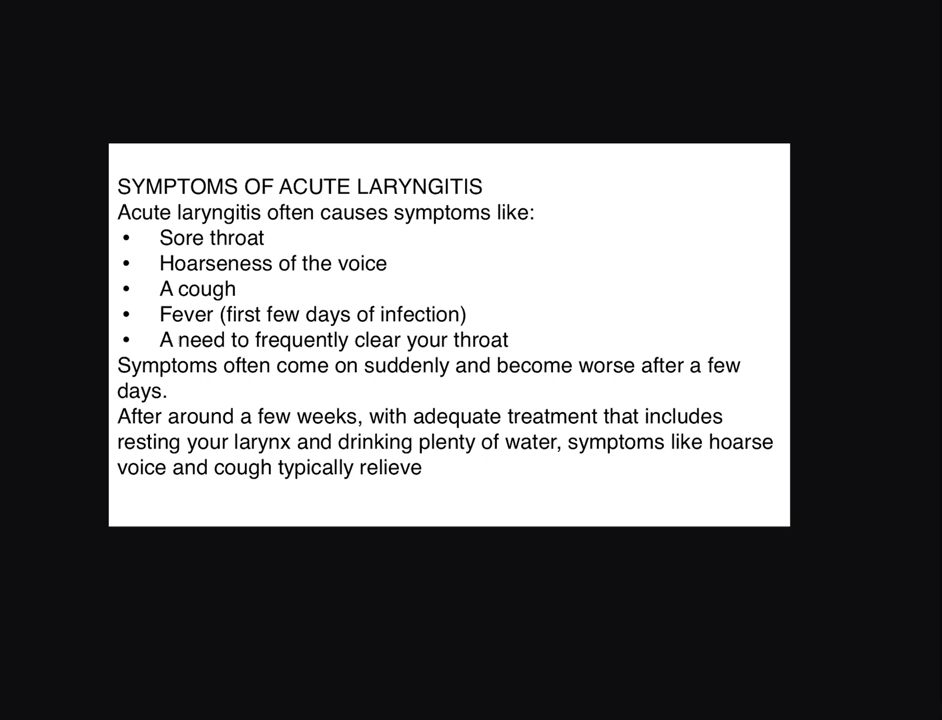 SYMPTOMS OF ACUTE LARYNGITIS
Acute laryngitis often causes symptoms like:
• Sore throat
• Hoarseness of the voice
• A cough
• Fever (first few days of infection)
• A need to frequently clear your throat
Symptoms often come on suddenly and become worse after a few
days.
After around a few weeks, with adequate treatment that includes
resting your larynx and drinking plenty of water, symptoms like hoarse
voice and cough typically relieve